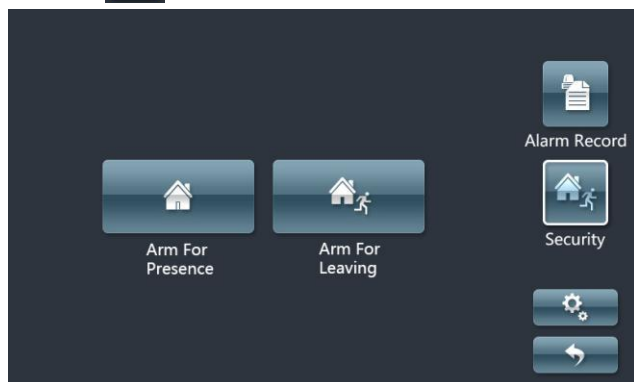 Alarm Record
Arm For
Presence
Arm For
Leaving
Security